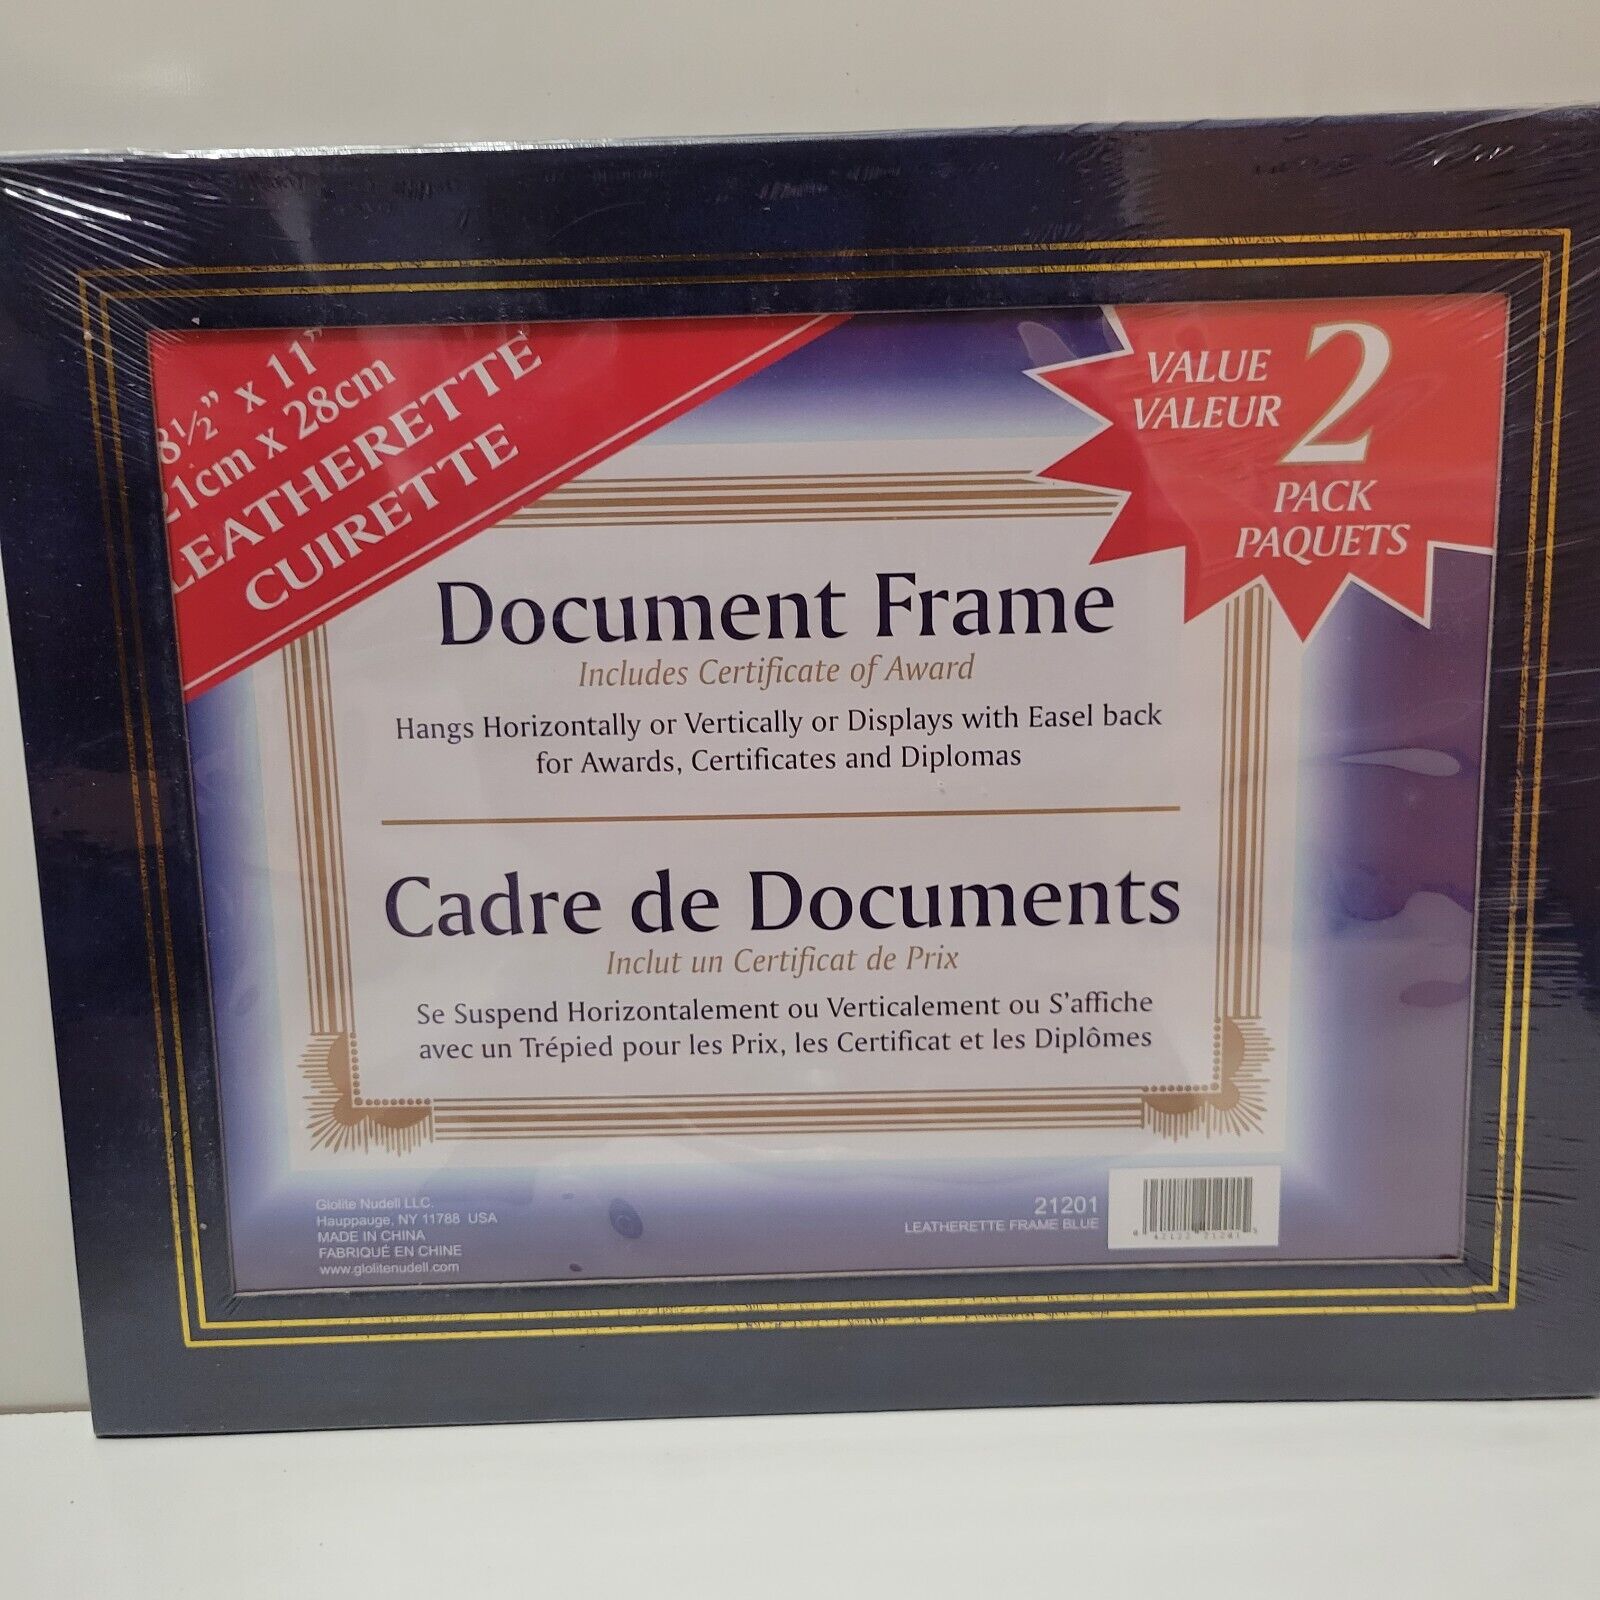 8½” x 11”
21cm x 28cm
LEATHERETTE
CUIRETTE
VALUE
VALEUR
2
PACK
PAQUETS
Document Frame
Includes Certificate of Award
Hangs Horizontally or Vertically or Displays with Easel back
for Awards, Certificates and Diplomas
Cadre de Documents
Inclut un Certificat de Prix
Se Suspend Horizontalement ou Verticalement ou S'affiche
avec un Trépied pour les Prix, les Certificat et les Diplômes
Glolite Nudell LLC.
Hauppauge, NY 11788 USA
MADE IN CHINA
FABRIQUÉ EN CHINE
www.glolitenudell.com
21201
LEATHERETTE FRAME BLUE